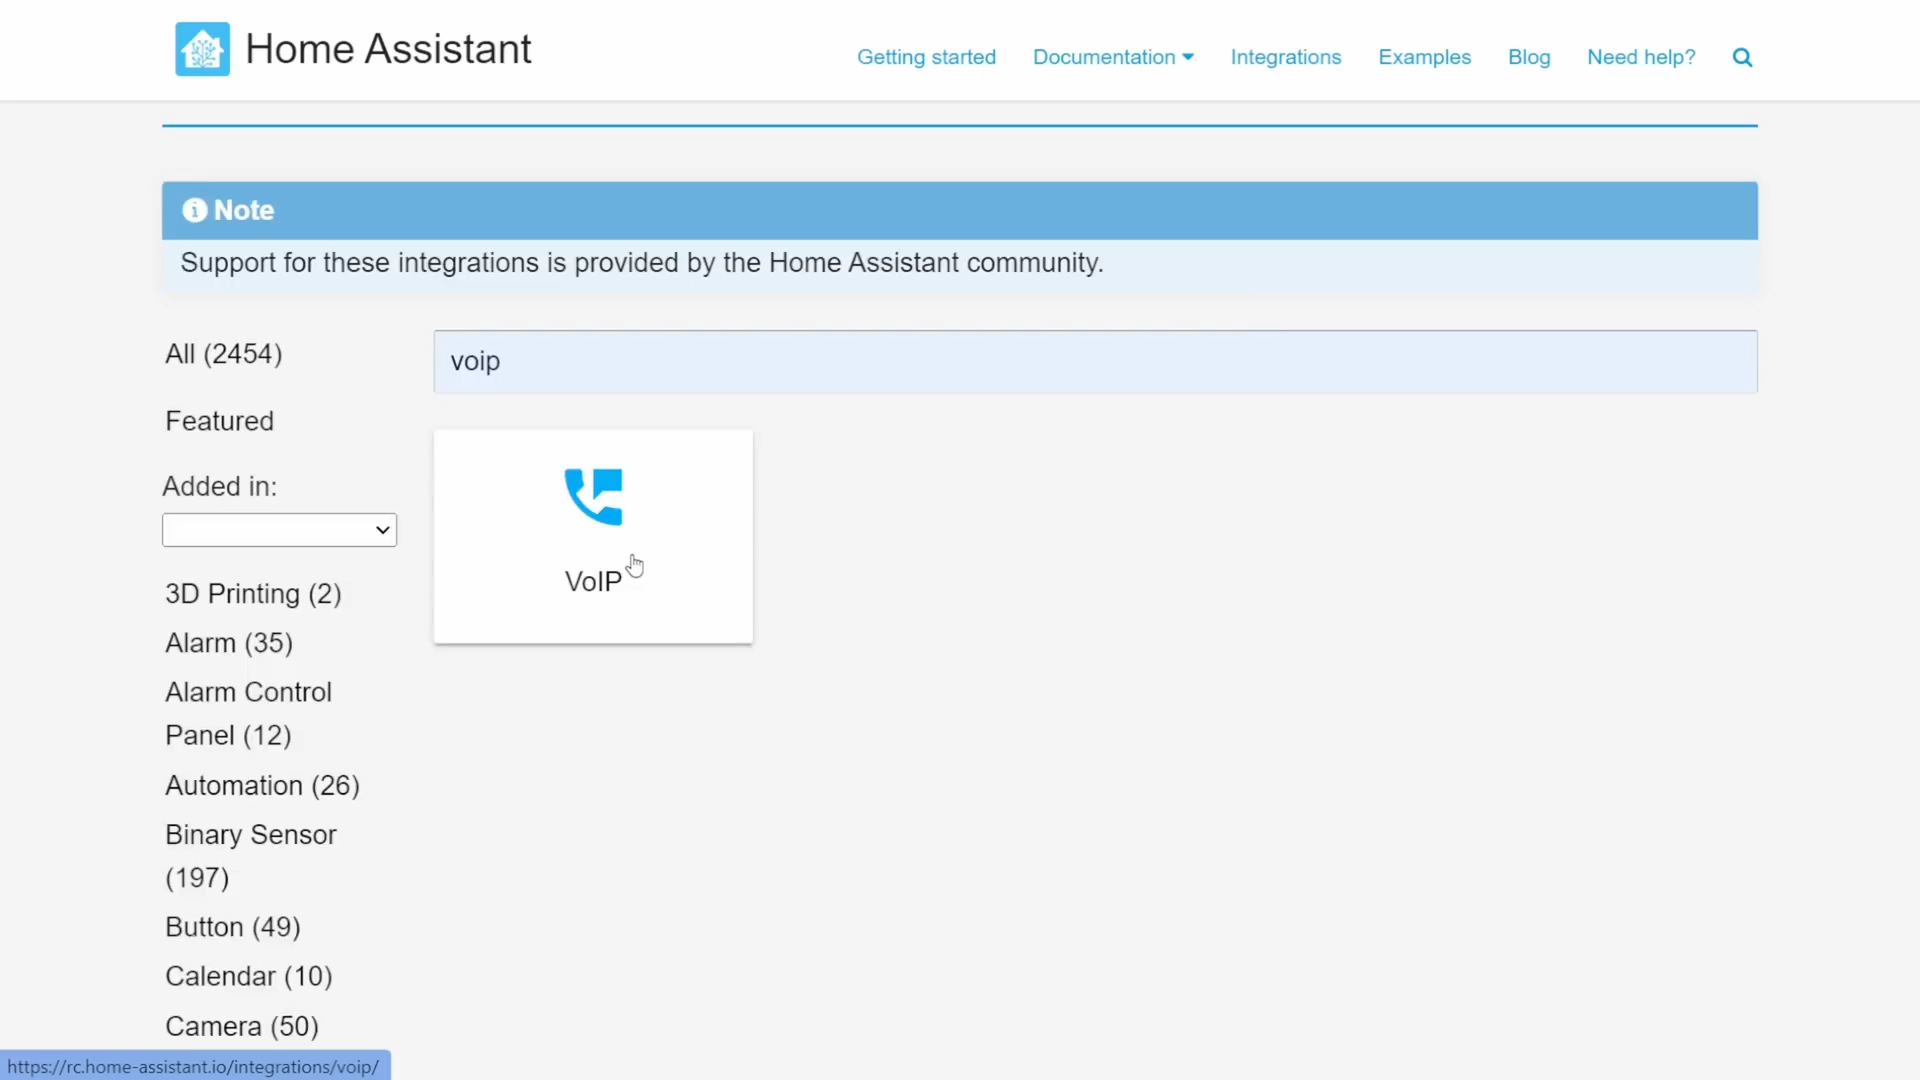 Home Assistant
Getting started
Documentation
Integrations
Examples
Blog
Need help?
Note
Support for these integrations is provided by the Home Assistant community.
All (2454)
voip
Featured
Added in:
VoIP
3D Printing (2)
Alarm (35)
Alarm Control
Panel (12)
Automation (26)
Binary Sensor
(197)
Button (49)
Calendar (10)
Camera (50)
https://rc.home-assistant.io/integrations/voip/